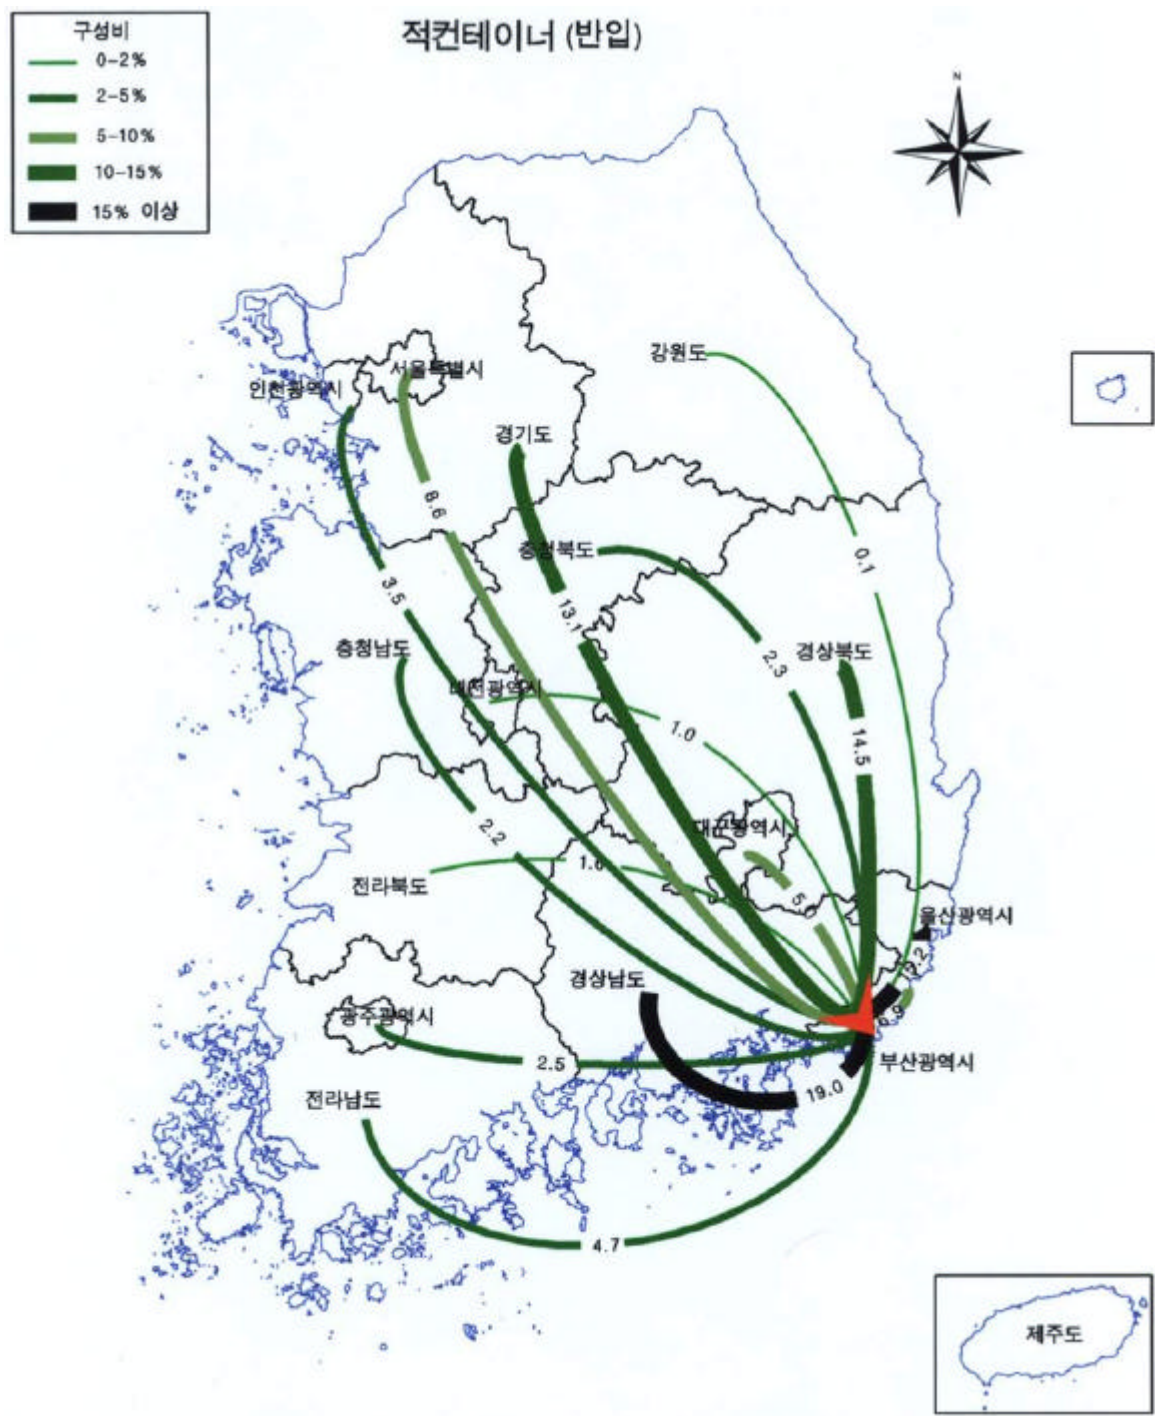 적컨테이너 (반입)
구성비
0-2%
2-5%
5-10%
10-15%
15% 이상
N
강원도
서울특별시
인천광역시
경기도
8.6
충청북도
0.1
3.5
13.1
충청남도
2.3
경상북도
대전광역시
1.0
14.5
2.2
대구광역시
1.6
전라북도
울산광역시
경상남도
광주광역시
6.9
2.5
부산광역시
19.0
전라남도
4.7
제주도